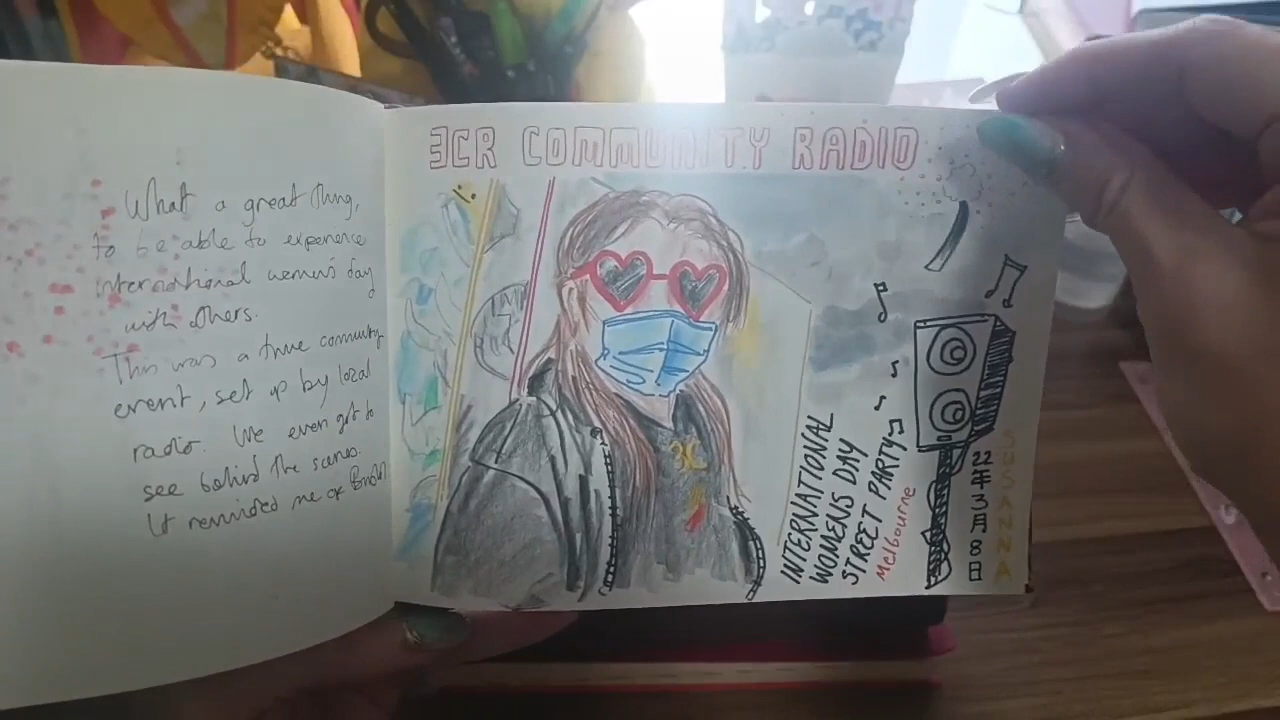 What a great thing,
to be able to experience
international women's day
with others.
This was a true community
event, set up by local
radio. We even got to
see behind the scenes.
It reminded me of
3CR COMMUNITY RADIO
3C
INTERNATIONAL
WOMENS DAY
STREET PARTY
Melbourne
22年3月8日
SUSANNA